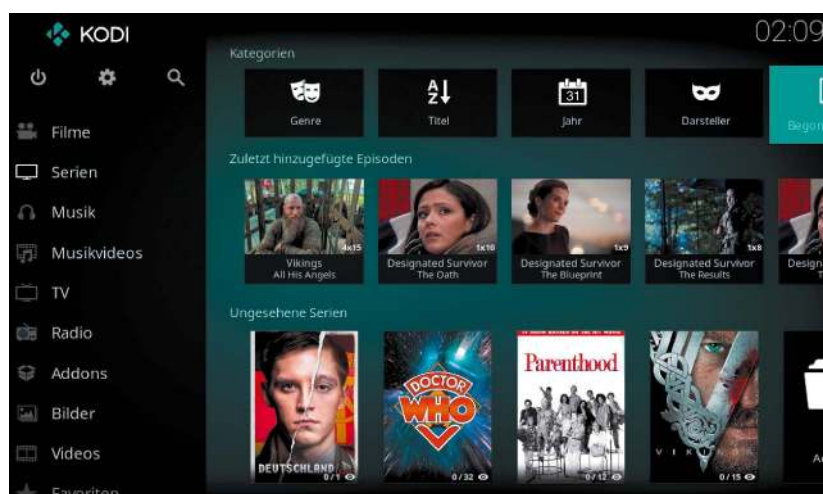 KODI
02:09
Filme
Serien
Musik
Musikvideos
TV
Radio
Addons
Bilder
Videos
Favoriten
Kategorien
Genre
Titel
31
Jahr
Darsteller
Zuletzt hinzugefügte Episoden
4x15
Vikings
All His Angels
1x10
Designated Survivor
The Oath
1x9
Designated Survivor
The Blueprint
1x8
Designated Survivor
The Results
Ungesehene Serien
DEUTSCHLAND
0/1
DOCTOR
WHO
0/32
Parenthood
0/12
VIKINGS
0/15